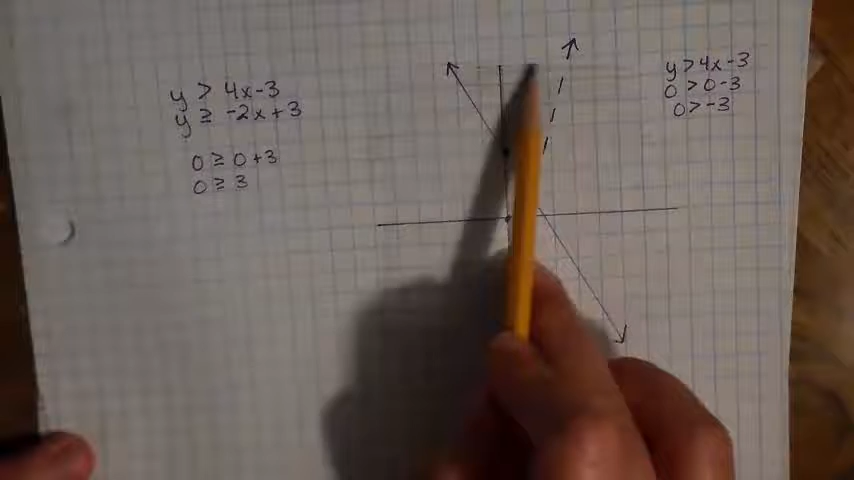 y > 4x-3
y ≥ -2x+3
0 ≥ 0+3
0 ≥ 3
y > 4x-3
0 > 0-3
0 > -3